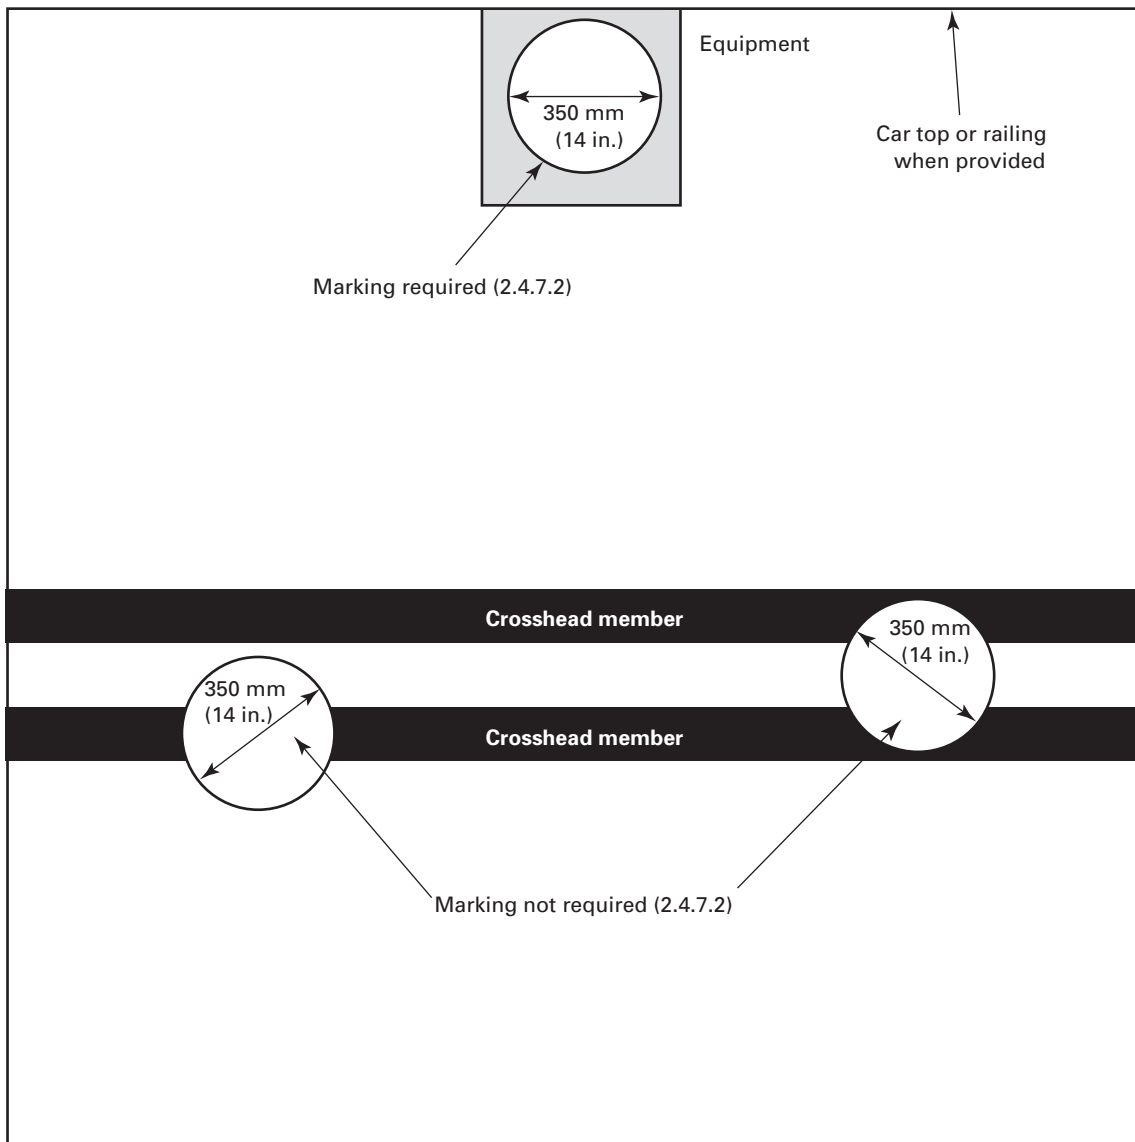 Equipment
350 mm
(14 in.)
Car top or railing
when provided
Marking required (2.4.7.2)
Crosshead member
350 mm
(14 in.)
350 mm
(14 in.)
Crosshead member
Marking not required (2.4.7.2)